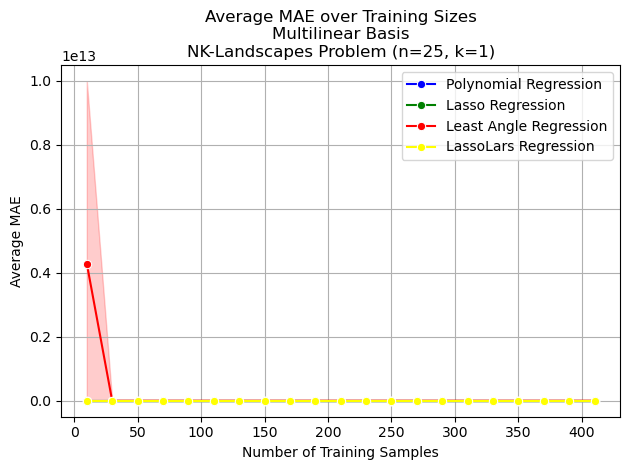 Average MAE over Training Sizes
Multilinear Basis
NK-Landscapes Problem (n=25, k=1)
1e13
1.0
0.8
0.6
0.4
0.2
0.0
Average MAE
Polynomial Regression
Lasso Regression
Least Angle Regression
LassoLars Regression
0 50 100 150 200 250 300 350 400
Number of Training Samples